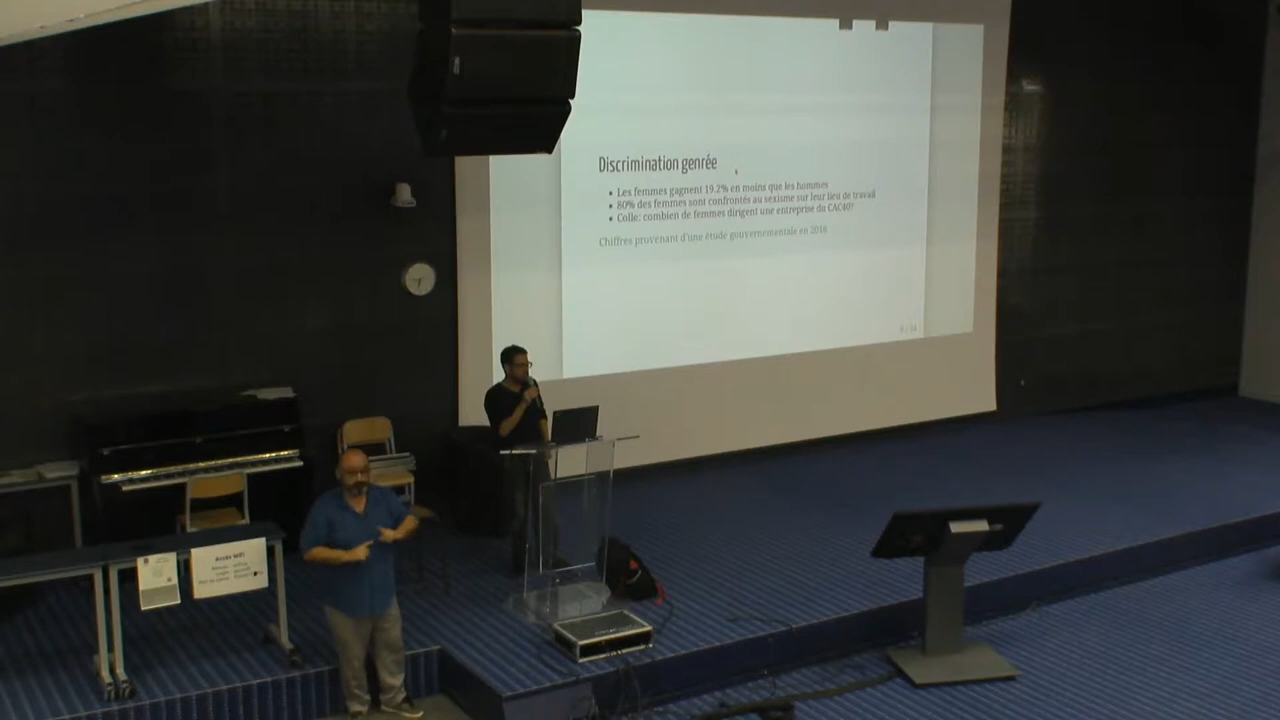 Discrimination genrée
Les femmes gagnent 19.2% en moins que les hommes
80% des femmes sont confrontés au sexisme sur leur lieu de travail
Colle: combien de femmes dirigent une entreprise du CAC40?
Chiffres provenant d'une étude gouvernementale en 2016
Accès WiFi